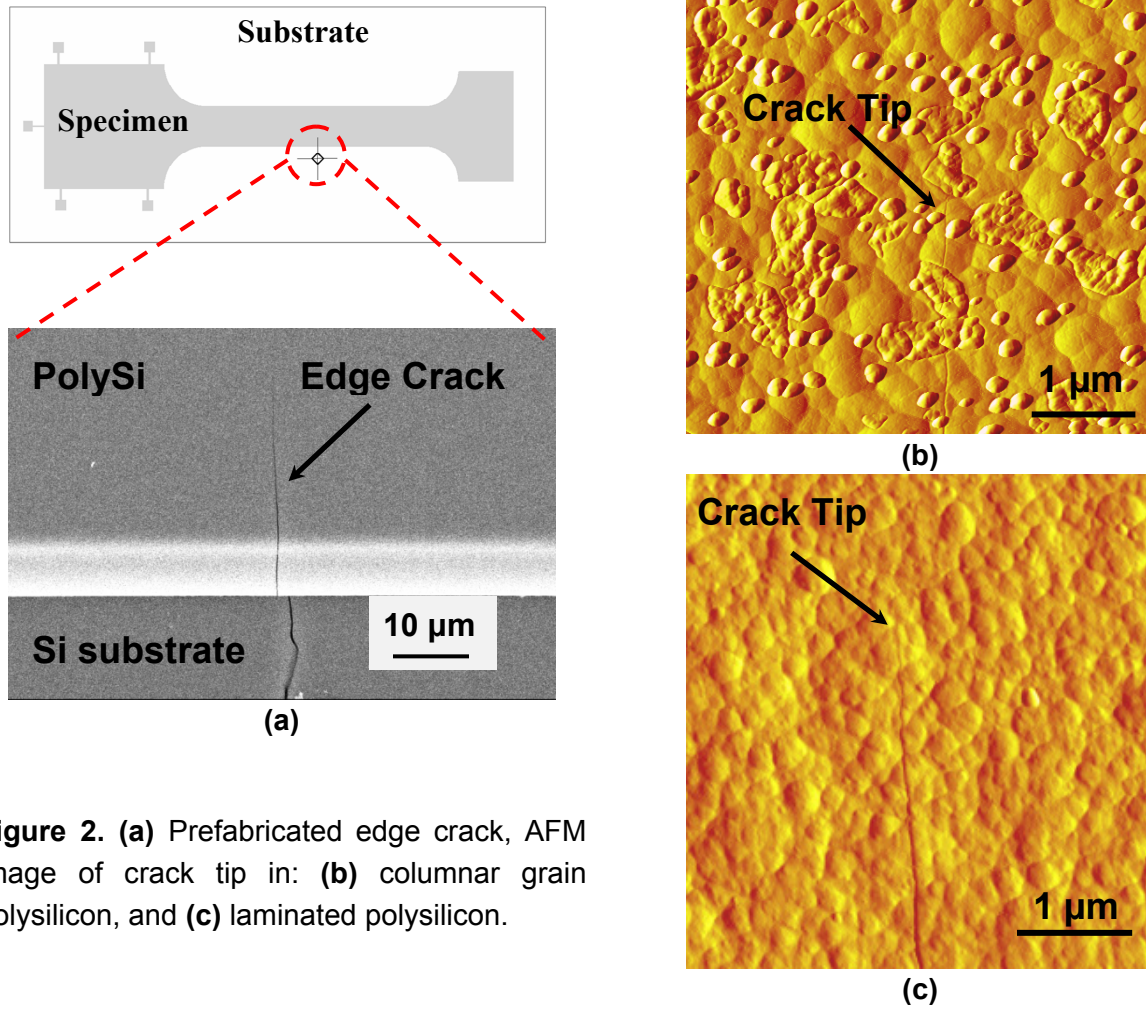 Substrate
Specimen
PolySi
Edge Crack
10 µm
Si substrate
(a)
Crack Tip
1 µm
(b)
Crack Tip
1 µm
(c)
igure 2. (a) Prefabricated edge crack, AFM
nage of crack tip in: (b) columnar grain
olysilicon, and (c) laminated polysilicon.